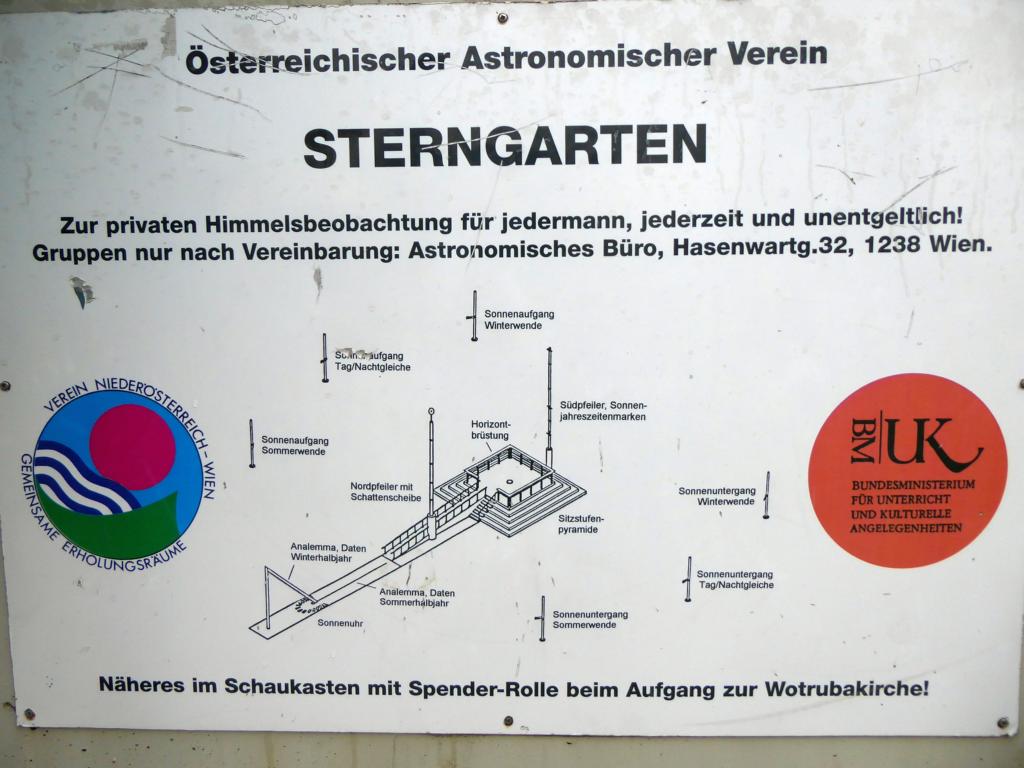 Österreichischer Astronomischer Verein
STERNGARTEN
Zur privaten Himmelsbeobachtung für jedermann, jederzeit und unentgeltlich!
Gruppen nur nach Vereinbarung: Astronomisches Büro, Hasenwartg.32, 1238 Wien.
Sonnenaufgang
Winterwende
Sonnenaufgang
Tag/Nachtgleiche
Südpfeiler, Sonnen-
jahreszeitenmarken
Horizont-
brüstung
Sonnenaufgang
Sommerwende
Nordpfeiler mit
Schattenscheibe
Sonnenuntergang
Winterwende
Sitzstufen-
pyramide
Analemma, Daten
Winterhalbjahr
Sonnenuntergang
Tag/Nachtgleiche
Analemma, Daten
Sommerhalbjahr
Sonnenuhr
Sonnenuntergang
Sommerwende
VEREIN NIEDERÖSTERREICH-WIEN
GEMEINSAME ERHOLUNGSRÄUME
BM UK
BUNDESMINISTERIUM
FÜR UNTERRICHT
UND KULTURELLE
ANGELEGENHEITEN
Näheres im Schaukasten mit Spender-Rolle beim Aufgang zur Wotrubakirche!